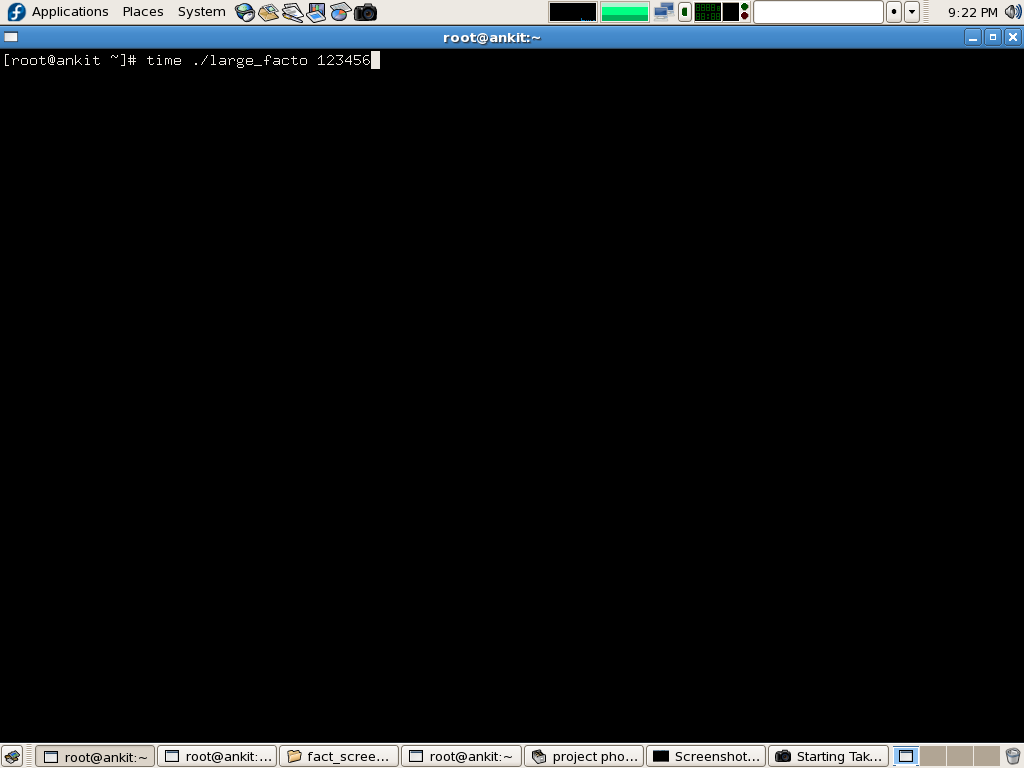 Applications Places System 9:22 PM
root@ankit:~
[root@ankit ~]# time ./large_facto 123456
root@ankit:~ root@ankit:... fact_scree... root@ankit:~ project pho... Screenshot... Starting Tak...